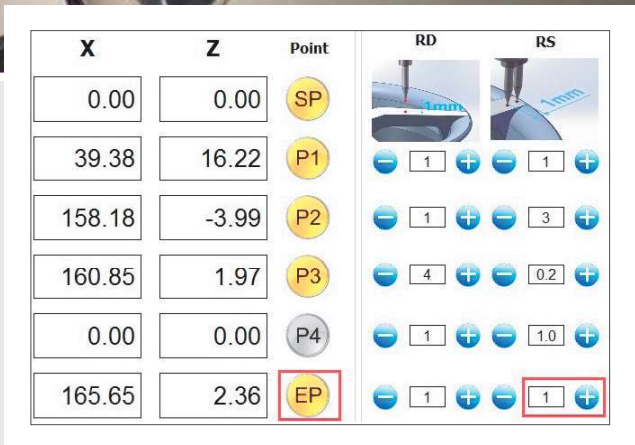 X Z Point RD RS
1mm 1mm
0.00 0.00 SP
39.38 16.22 P1 1 1
158.18 -3.99 P2 1 3
160.85 1.97 P3 4 0.2
0.00 0.00 P4 1 1.0
165.65 2.36 EP 1 1